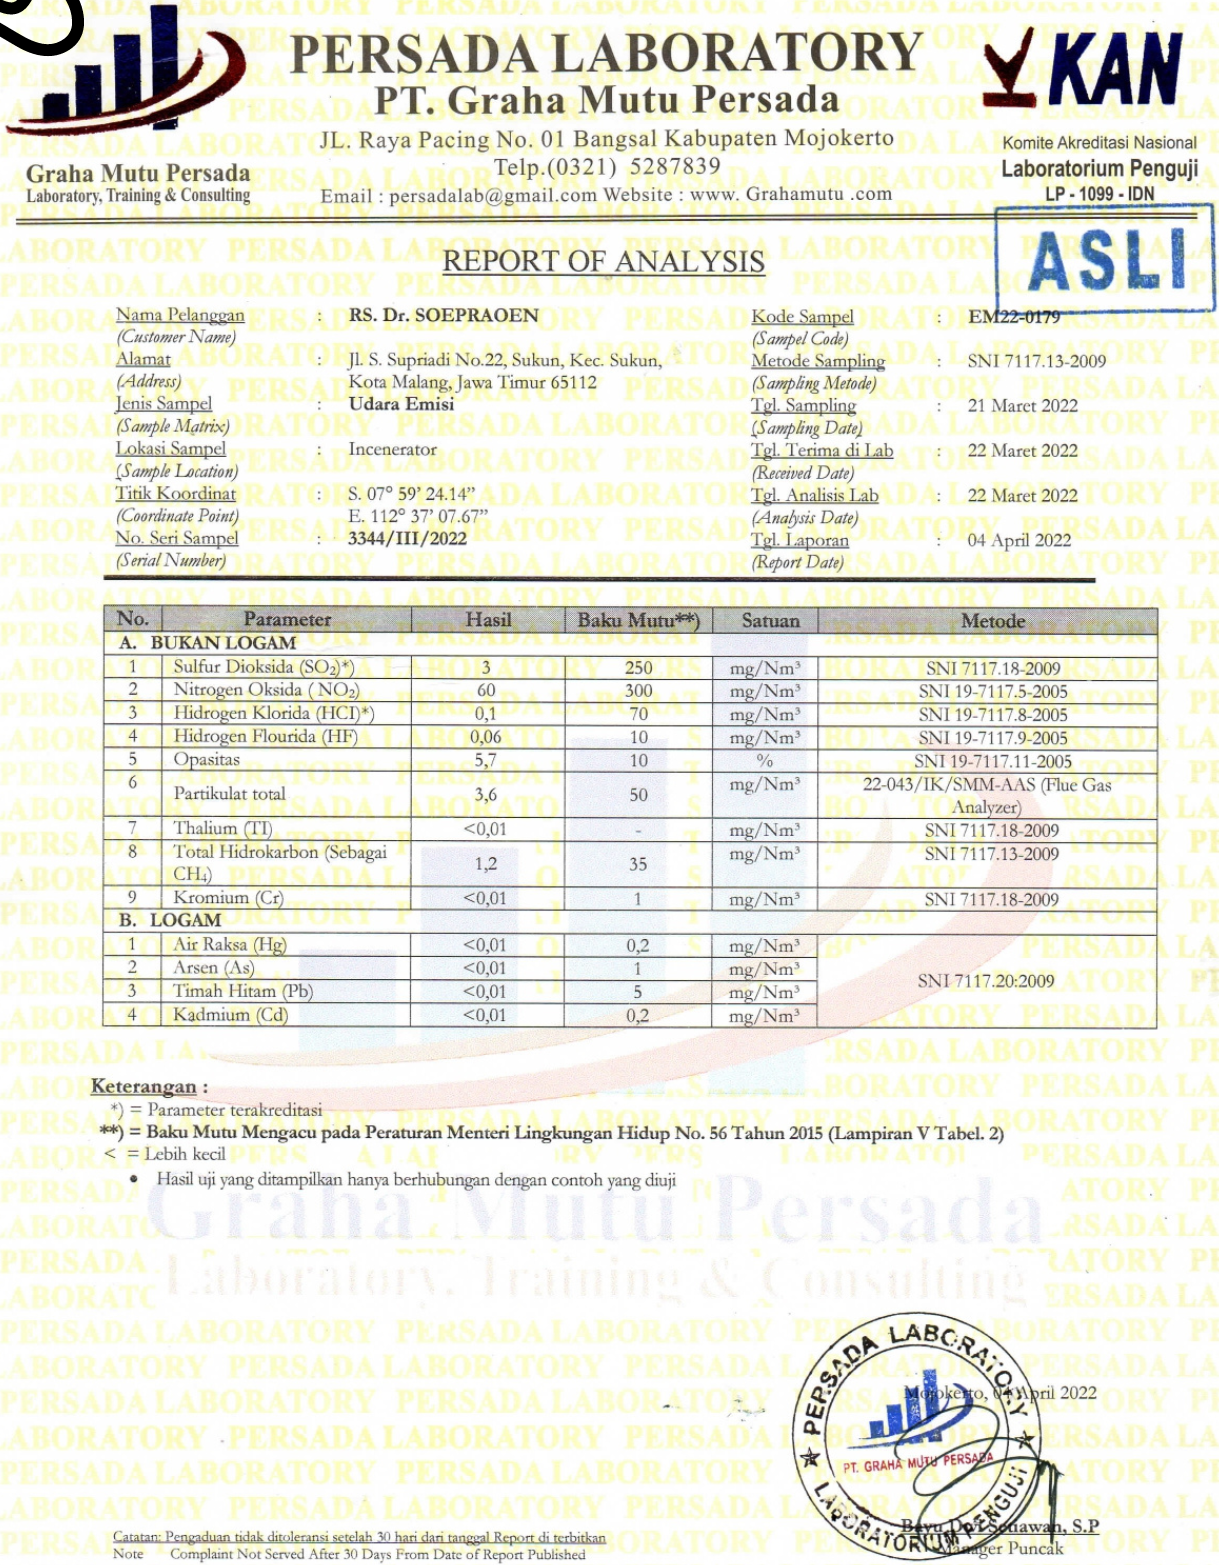 PERSADA LABORATORY
PT. Graha Mutu Persada
JL. Raya Pacing No. 01 Bangsal Kabupaten Mojokerto
Telp.(0321) 5287839
Email : persadalab@gmail.com Website : www. Grahamutu .com
Graha Mutu Persada
Laboratory, Training & Consulting
KAN
Komite Akreditasi Nasional
Laboratorium Penguji
LP - 1099 - IDN
ASLI
REPORT OF ANALYSIS
Nama Pelanggan : RS. Dr. SOEPRAOEN
(Customer Name)
Alamat : Jl. S. Supriadi No.22, Sukun, Kec. Sukun,
(Address) Kota Malang, Jawa Timur 65112
Jenis Sampel : Udara Emisi
(Sample Matrix)
Lokasi Sampel : Incenerator
(Sample Location)
Titik Koordinat : S. 07° 59' 24.14"
(Coordinate Point) E. 112° 37' 07.67"
No. Seri Sampel : 3344/III/2022
(Serial Number)
Kode Sampel : EM22-0179
(Sampel Code)
Metode Sampling : SNI 7117.13-2009
(Sampling Metode)
Tgl. Sampling : 21 Maret 2022
(Sampling Date)
Tgl. Terima di Lab : 22 Maret 2022
(Received Date)
Tgl. Analisis Lab : 22 Maret 2022
(Analysis Date)
Tgl. Laporan : 04 April 2022
(Report Date)
No. Parameter Hasil Baku Mutu**) Satuan Metode
A. BUKAN LOGAM
1 Sulfur Dioksida (SO₂)*) 3 250 mg/Nm³ SNI 7117.18-2009
2 Nitrogen Oksida ( NO₂) 60 300 mg/Nm³ SNI 19-7117.5-2005
3 Hidrogen Klorida (HCI)*) 0,1 70 mg/Nm³ SNI 19-7117.8-2005
4 Hidrogen Flourida (HF) 0,06 10 mg/Nm³ SNI 19-7117.9-2005
5 Opasitas 5,7 10 % SNI 19-7117.11-2005
6 Partikulat total 3,6 50 mg/Nm³ 22-043/IK/SMM-AAS (Flue Gas
Analyzer)
7 Thalium (TI) <0,01 - mg/Nm³ SNI 7117.18-2009
8 Total Hidrokarbon (Sebagai 1,2 35 mg/Nm³ SNI 7117.13-2009
CH₄)
9 Kromium (Cr) <0,01 1 mg/Nm³ SNI 7117.18-2009
B. LOGAM
1 Air Raksa (Hg) <0,01 0,2 mg/Nm³
2 Arsen (As) <0,01 1 mg/Nm³
SNI 7117.20:2009
3 Timah Hitam (Pb) <0,01 5 mg/Nm³
4 Kadmium (Cd) <0,01 0,2 mg/Nm³
Keterangan :
*) = Parameter terakreditasi
**) = Baku Mutu Mengacu pada Peraturan Menteri Lingkungan Hidup No. 56 Tahun 2015 (Lampiran V Tabel. 2)
< = Lebih kecil
• Hasil uji yang ditampilkan hanya berhubungan dengan contoh yang diuji
Graha Mutu Persada
Laboratory, Training & Consulting
Mojokerto, 04 April 2022
PERSADA LABORATORY
PT. GRAHA MUTU PERSADA
LABORATORIUM PENGUJI
Setiawan, S.P
Manager Puncak
Catatan: Pengaduan tidak ditoleransi setelah 30 hari dari tanggal Report di terbitkan
Note Complaint Not Served After 30 Days From Date of Report Published